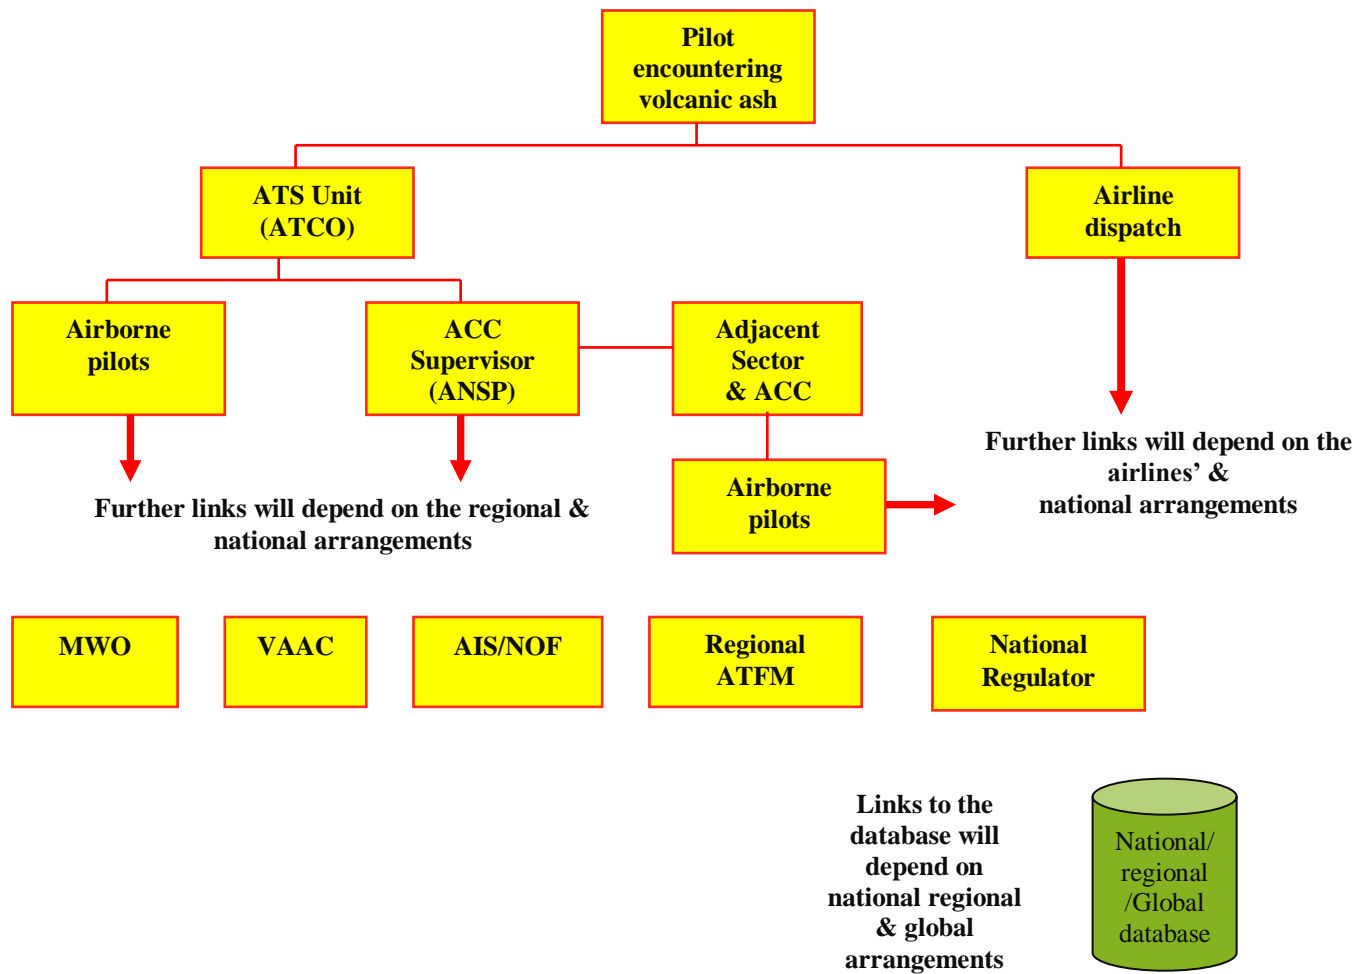 Pilot
encountering
volcanic ash
ATS Unit
(ATCO)
Airline
dispatch
Airborne
pilots
ACC
Supervisor
(ANSP)
Adjacent
Sector
& ACC
Further links will depend on the
airlines’ &
national arrangements
Airborne
pilots
Further links will depend on the regional &
national arrangements
MWO
VAAC
AIS/NOF
Regional
ATFM
National
Regulator
Links to the
database will
depend on
national regional
& global
arrangements
National/
regional
/Global
database